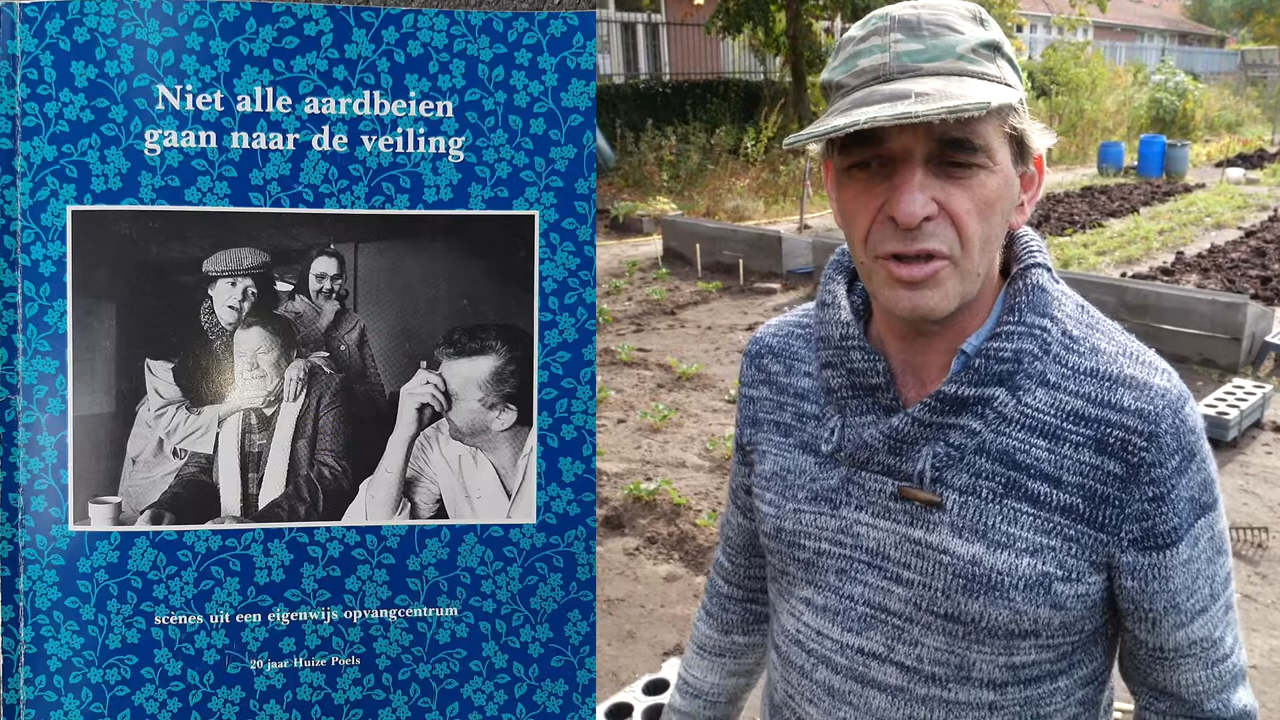 Niet alle aardbeien
gaan naar de veiling
scènes uit een eigenwijs opvangcentrum
20 jaar Huize Poels